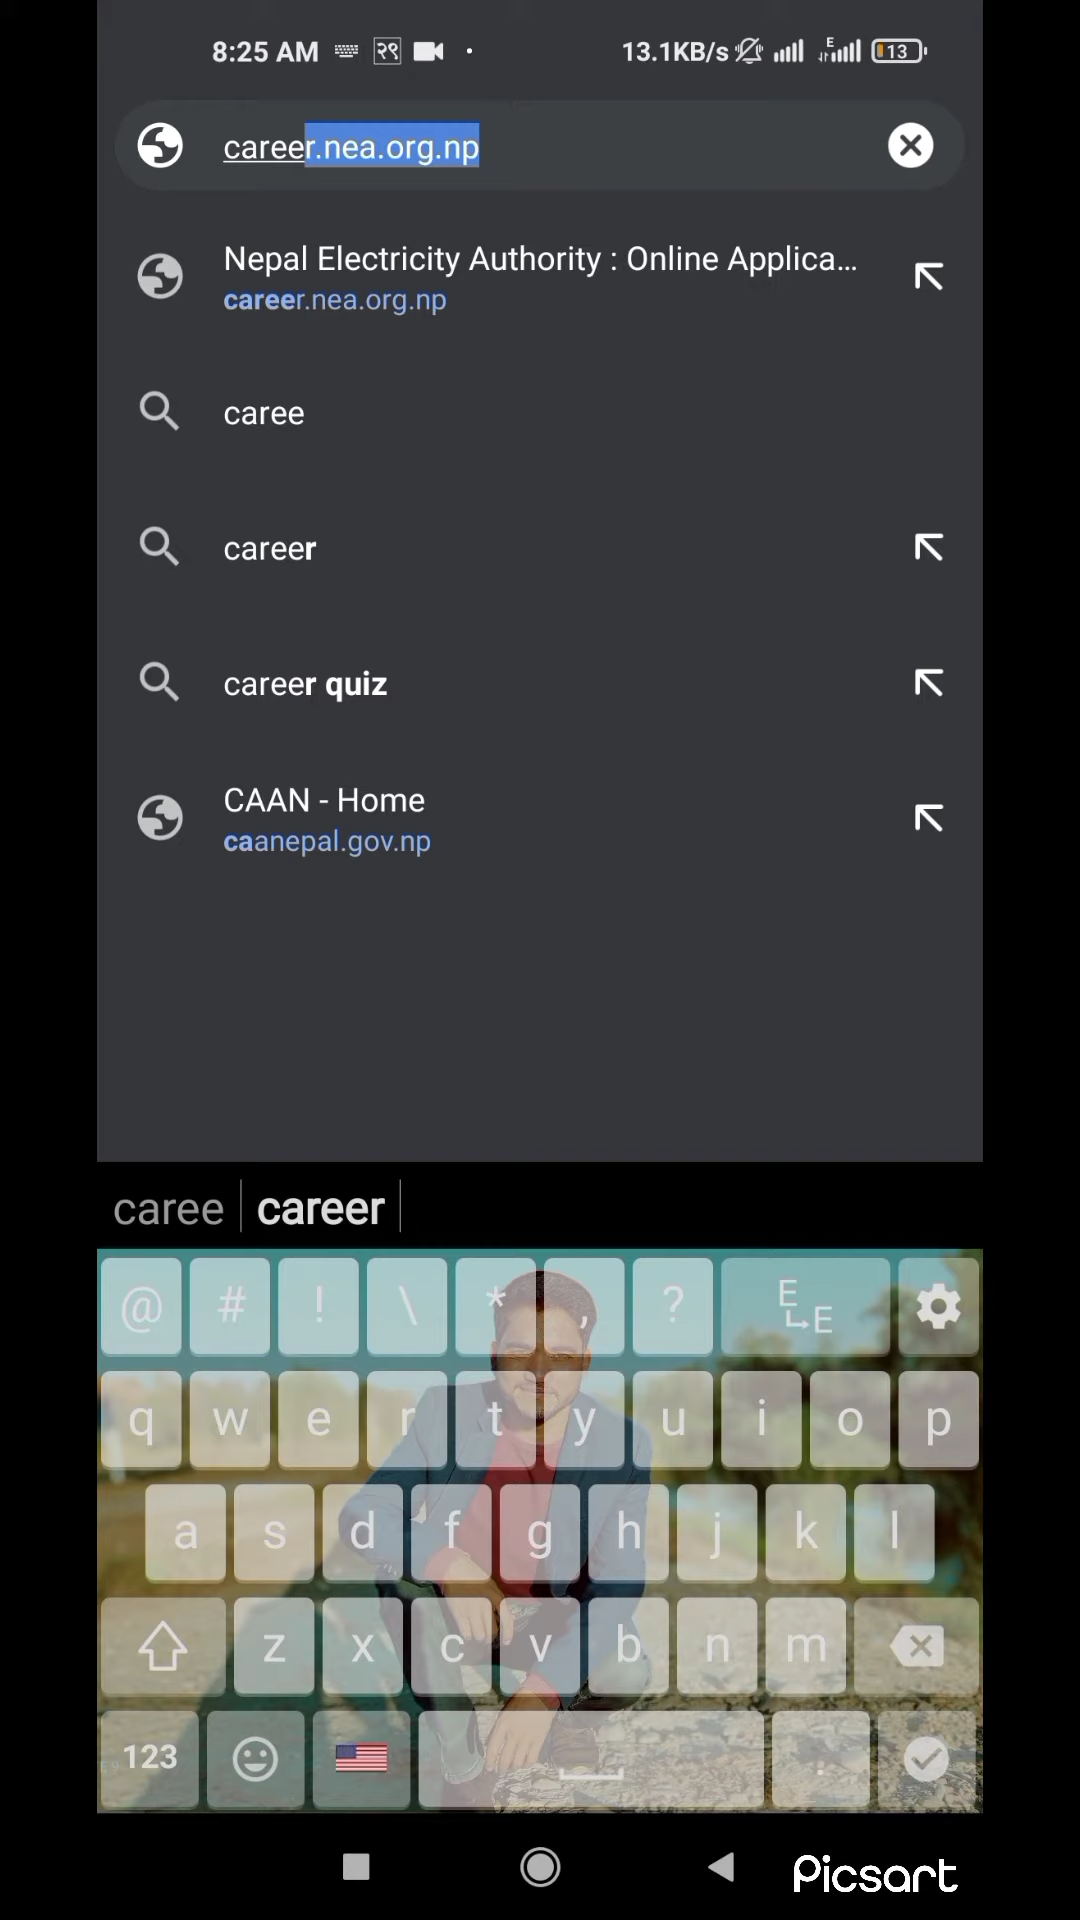 8:25 AM २९ 13.1KB/s E 13
career.nea.org.np
Nepal Electricity Authority : Online Applica...
career.nea.org.np
caree
career
career quiz
CAAN - Home
caanepal.gov.np
caree career
@ # ! \ * , ? E E
q w e r t y u i o p
a s d f g h j k l
z x c v b n m
123 .
Picsart